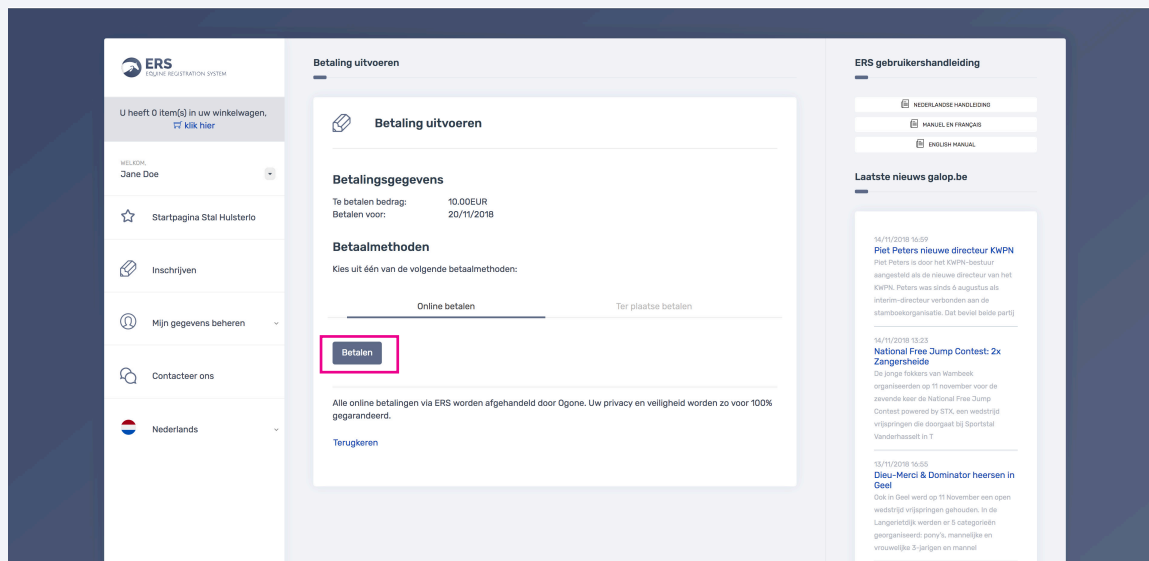 ERS
EQUINE REGISTRATION SYSTEM
U heeft 0 item(s) in uw winkelwagen,
klik hier
WELKOM,
Jane Doe
Startpagina Stal Hulsterlo
Inschrijven
Mijn gegevens beheren
Contacteer ons
Nederlands
Betaling uitvoeren
Betaling uitvoeren
Betalingsgegevens
Te betalen bedrag: 10.00EUR
Betalen voor: 20/11/2018
Betaalmethoden
Kies uit één van de volgende betaalmethoden:
Online betalen
Ter plaatse betalen
Betalen
Alle online betalingen via ERS worden afgehandeld door Ogone. Uw privacy en veiligheid worden zo voor 100%
gegarandeerd.
Terugkeren
ERS gebruikershandleiding
NEDERLANDSE HANDLEIDING
MANUEL EN FRANÇAIS
ENGLISH MANUAL
Laatste nieuws galop.be
14/11/2018 16:59
Piet Peters nieuwe directeur KWPN
Piet Peters is door het KWPN-bestuur
aangesteld als de nieuwe directeur van het
KWPN. Peters was sinds 6 augustus als
interim-directeur verbonden aan de
stamboekorganisatie. Dat beviel beide partij
14/11/2018 13:23
National Free Jump Contest: 2x
Zangersheide
De jonge fokkers van Wambeek
organiseerden op 11 november voor de
zevende keer de National Free Jump
Contest powered by STX, een wedstrijd
vrijspringen die doorgaat bij Sportstal
Vanderhasselt in T
13/11/2018 16:55
Dieu-Merci & Dominator heersen in
Geel
Ook in Geel werd op 11 November een open
wedstrijd vrijspringen gehouden. In de
Langerietdijk werden er 5 categorieën
georganiseerd: pony's, mannelijke en
vrouwelijke 3-jarigen en mannel